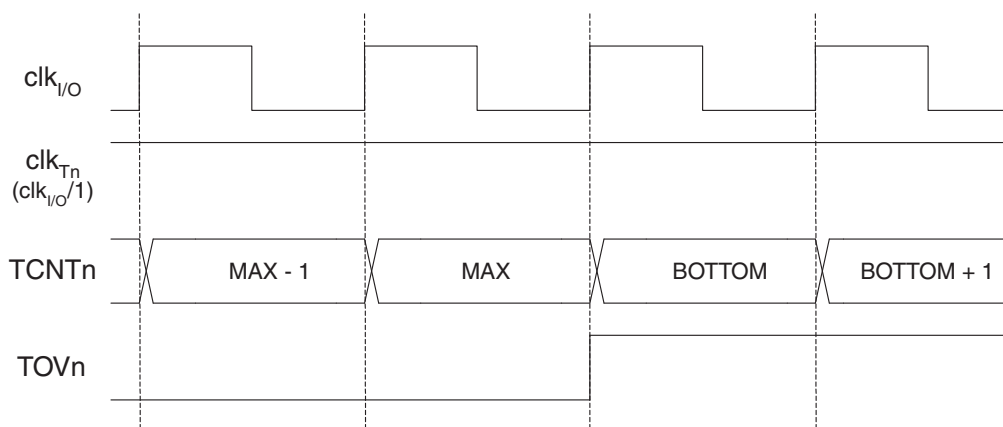 clkI/O
clkTn
(clkI/O/1)
TCNTn MAX - 1 MAX BOTTOM BOTTOM + 1
TOVn